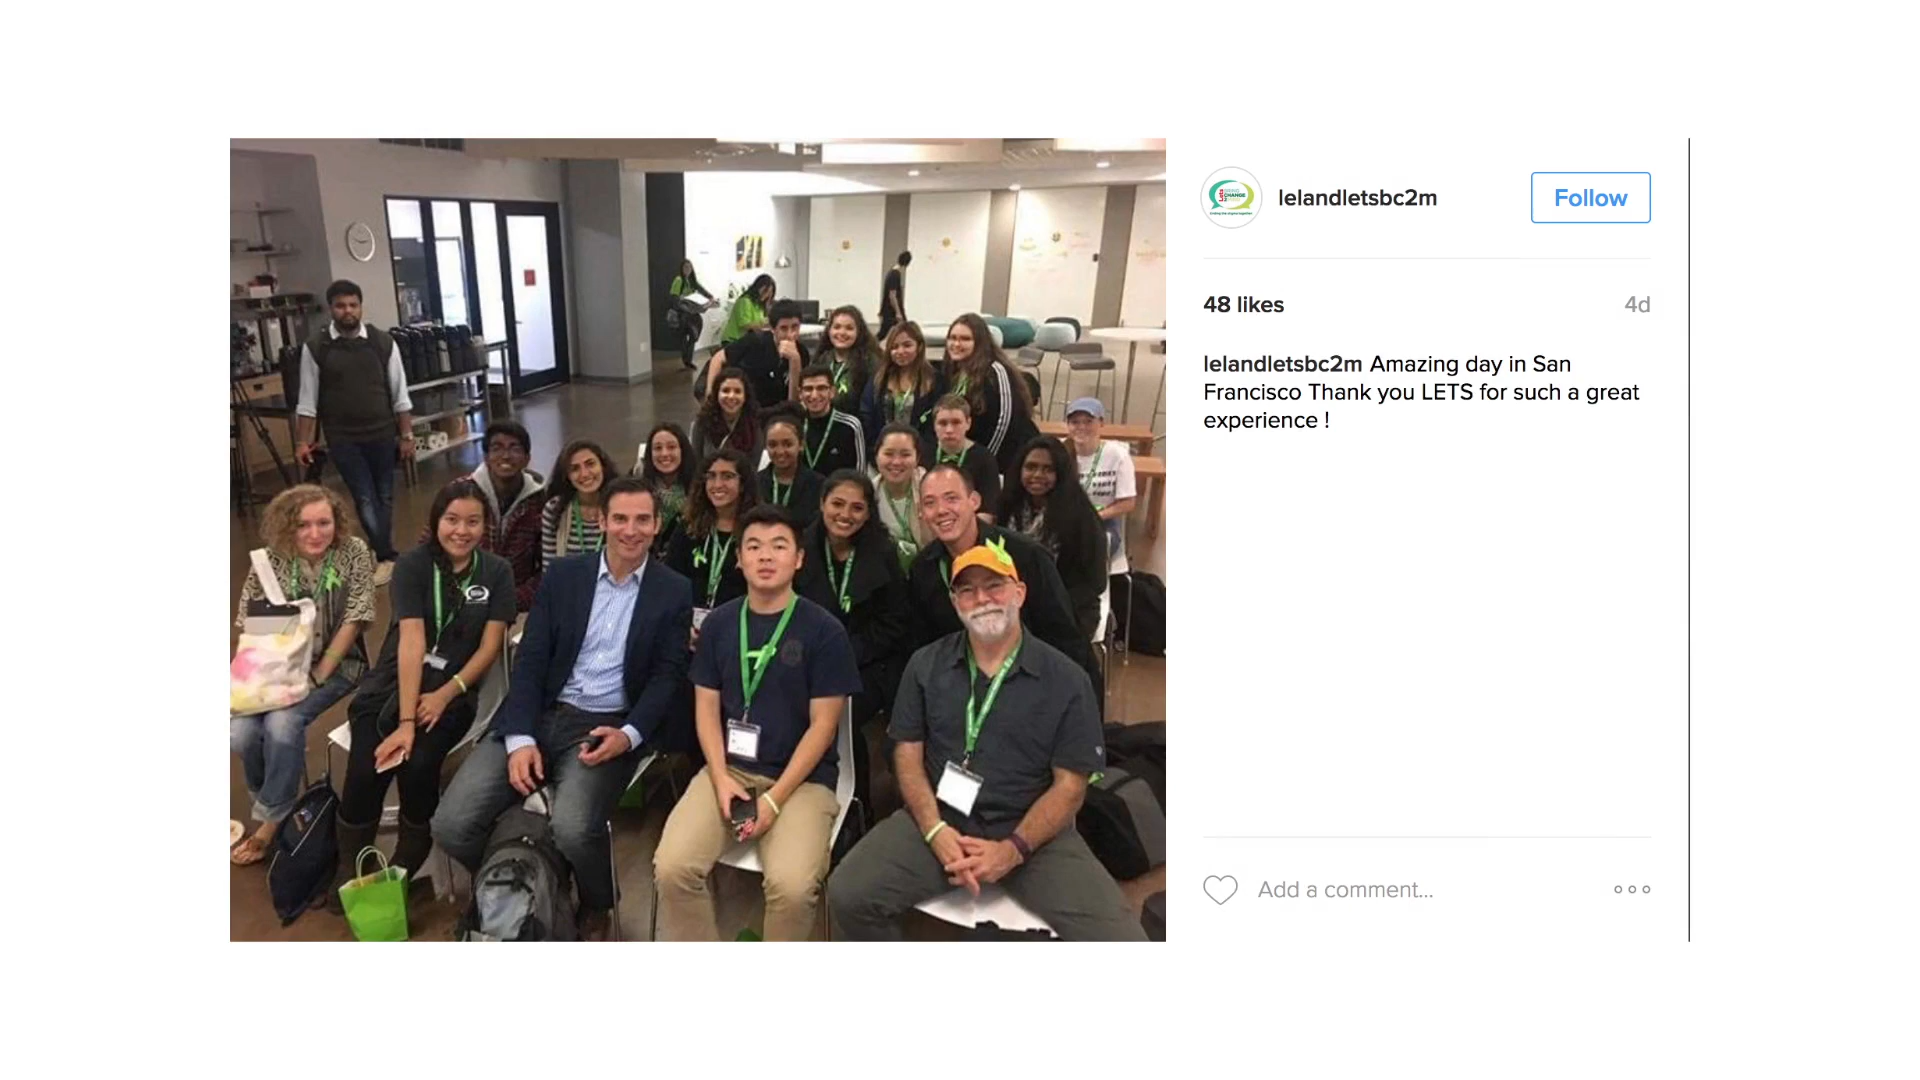 lelandletsbc2m
Follow
48 likes
4d
lelandletsbc2m Amazing day in San
Francisco Thank you LETS for such a great
experience !
Add a comment...